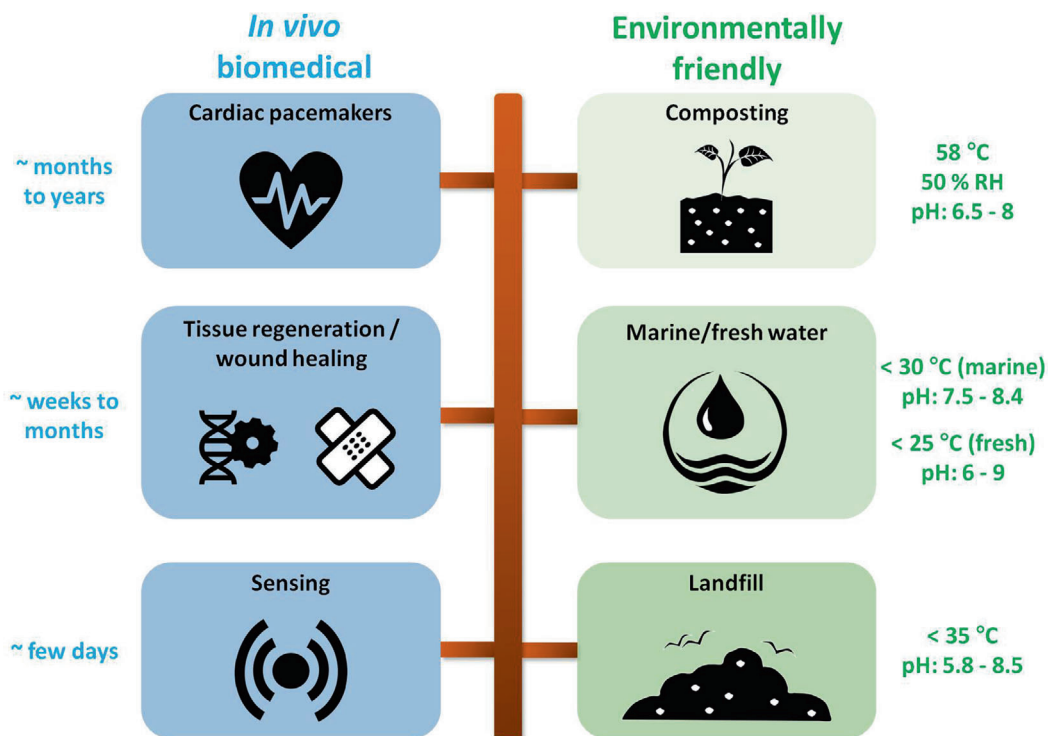 In vivo
biomedical
Environmentally
friendly
Cardiac pacemakers
~ months
to years
Composting
58 °C
50 % RH
pH: 6.5 - 8
Tissue regeneration /
wound healing
~ weeks to
months
Marine/fresh water
< 30 °C (marine)
pH: 7.5 - 8.4
< 25 °C (fresh)
pH: 6 - 9
Sensing
~ few days
Landfill
< 35 °C
pH: 5.8 - 8.5